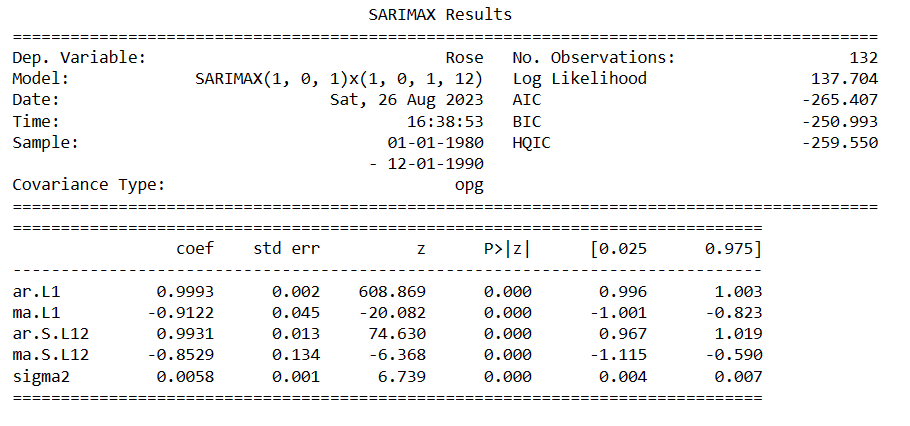 SARIMAX Results
==========================================================================================
Dep. Variable: Rose No. Observations: 132
Model: SARIMAX(1, 0, 1)x(1, 0, 1, 12) Log Likelihood 137.704
Date: Sat, 26 Aug 2023 AIC -265.407
Time: 16:38:53 BIC -250.993
Sample: 01-01-1980 HQIC -259.550
- 12-01-1990
Covariance Type: opg
==========================================================================================
==============================================================================
coef std err z P>|z| [0.025 0.975]
------------------------------------------------------------------------------
ar.L1 0.9993 0.002 608.869 0.000 0.996 1.003
ma.L1 -0.9122 0.045 -20.082 0.000 -1.001 -0.823
ar.S.L12 0.9931 0.013 74.630 0.000 0.967 1.019
ma.S.L12 -0.8529 0.134 -6.368 0.000 -1.115 -0.590
sigma2 0.0058 0.001 6.739 0.000 0.004 0.007
==============================================================================